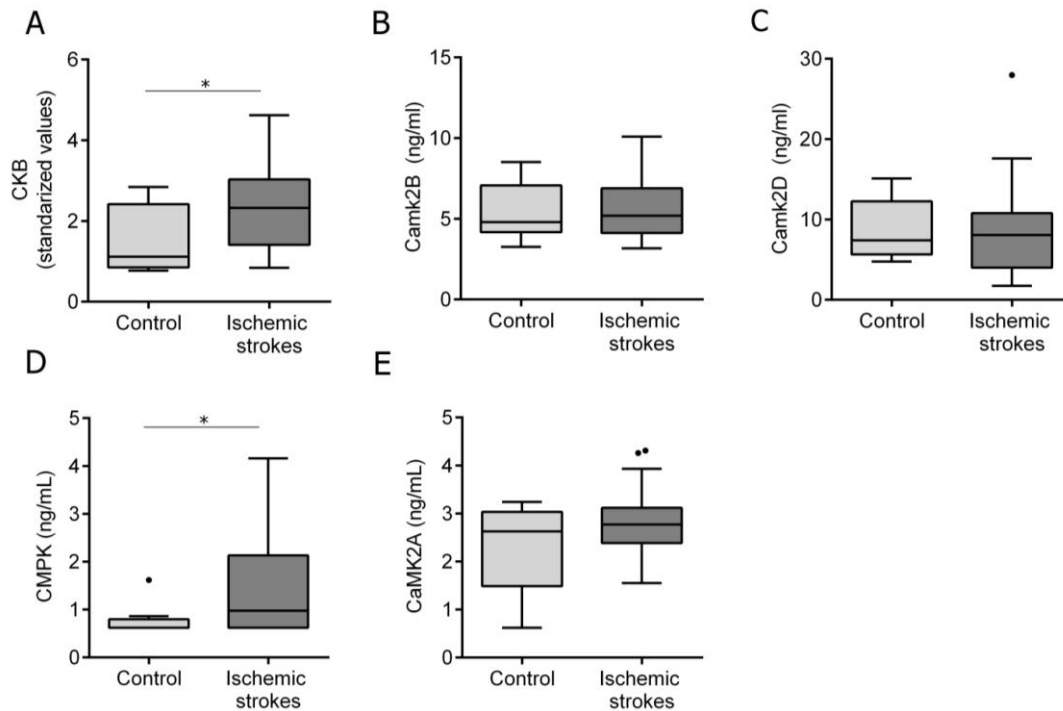 A
CKB
(standarized values)
6
4
2
0
*
Control
Ischemic
strokes
B
Camk2B (ng/ml)
15
10
5
0
Control
Ischemic
strokes
C
Camk2D (ng/ml)
30
20
10
0
Control
Ischemic
strokes
D
CMPK (ng/mL)
5
4
3
2
1
0
*
Control
Ischemic
strokes
E
CaMK2A (ng/mL)
5
4
3
2
1
0
Control
Ischemic
strokes